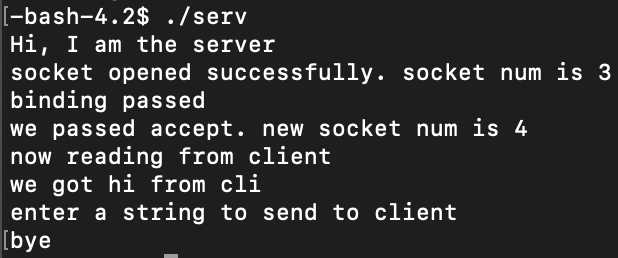 [-bash-4.2$ ./serv
Hi, I am the server
socket opened successfully. socket num is 3
binding passed
we passed accept. new socket num is 4
now reading from client
we got hi from cli
enter a string to send to client
[bye